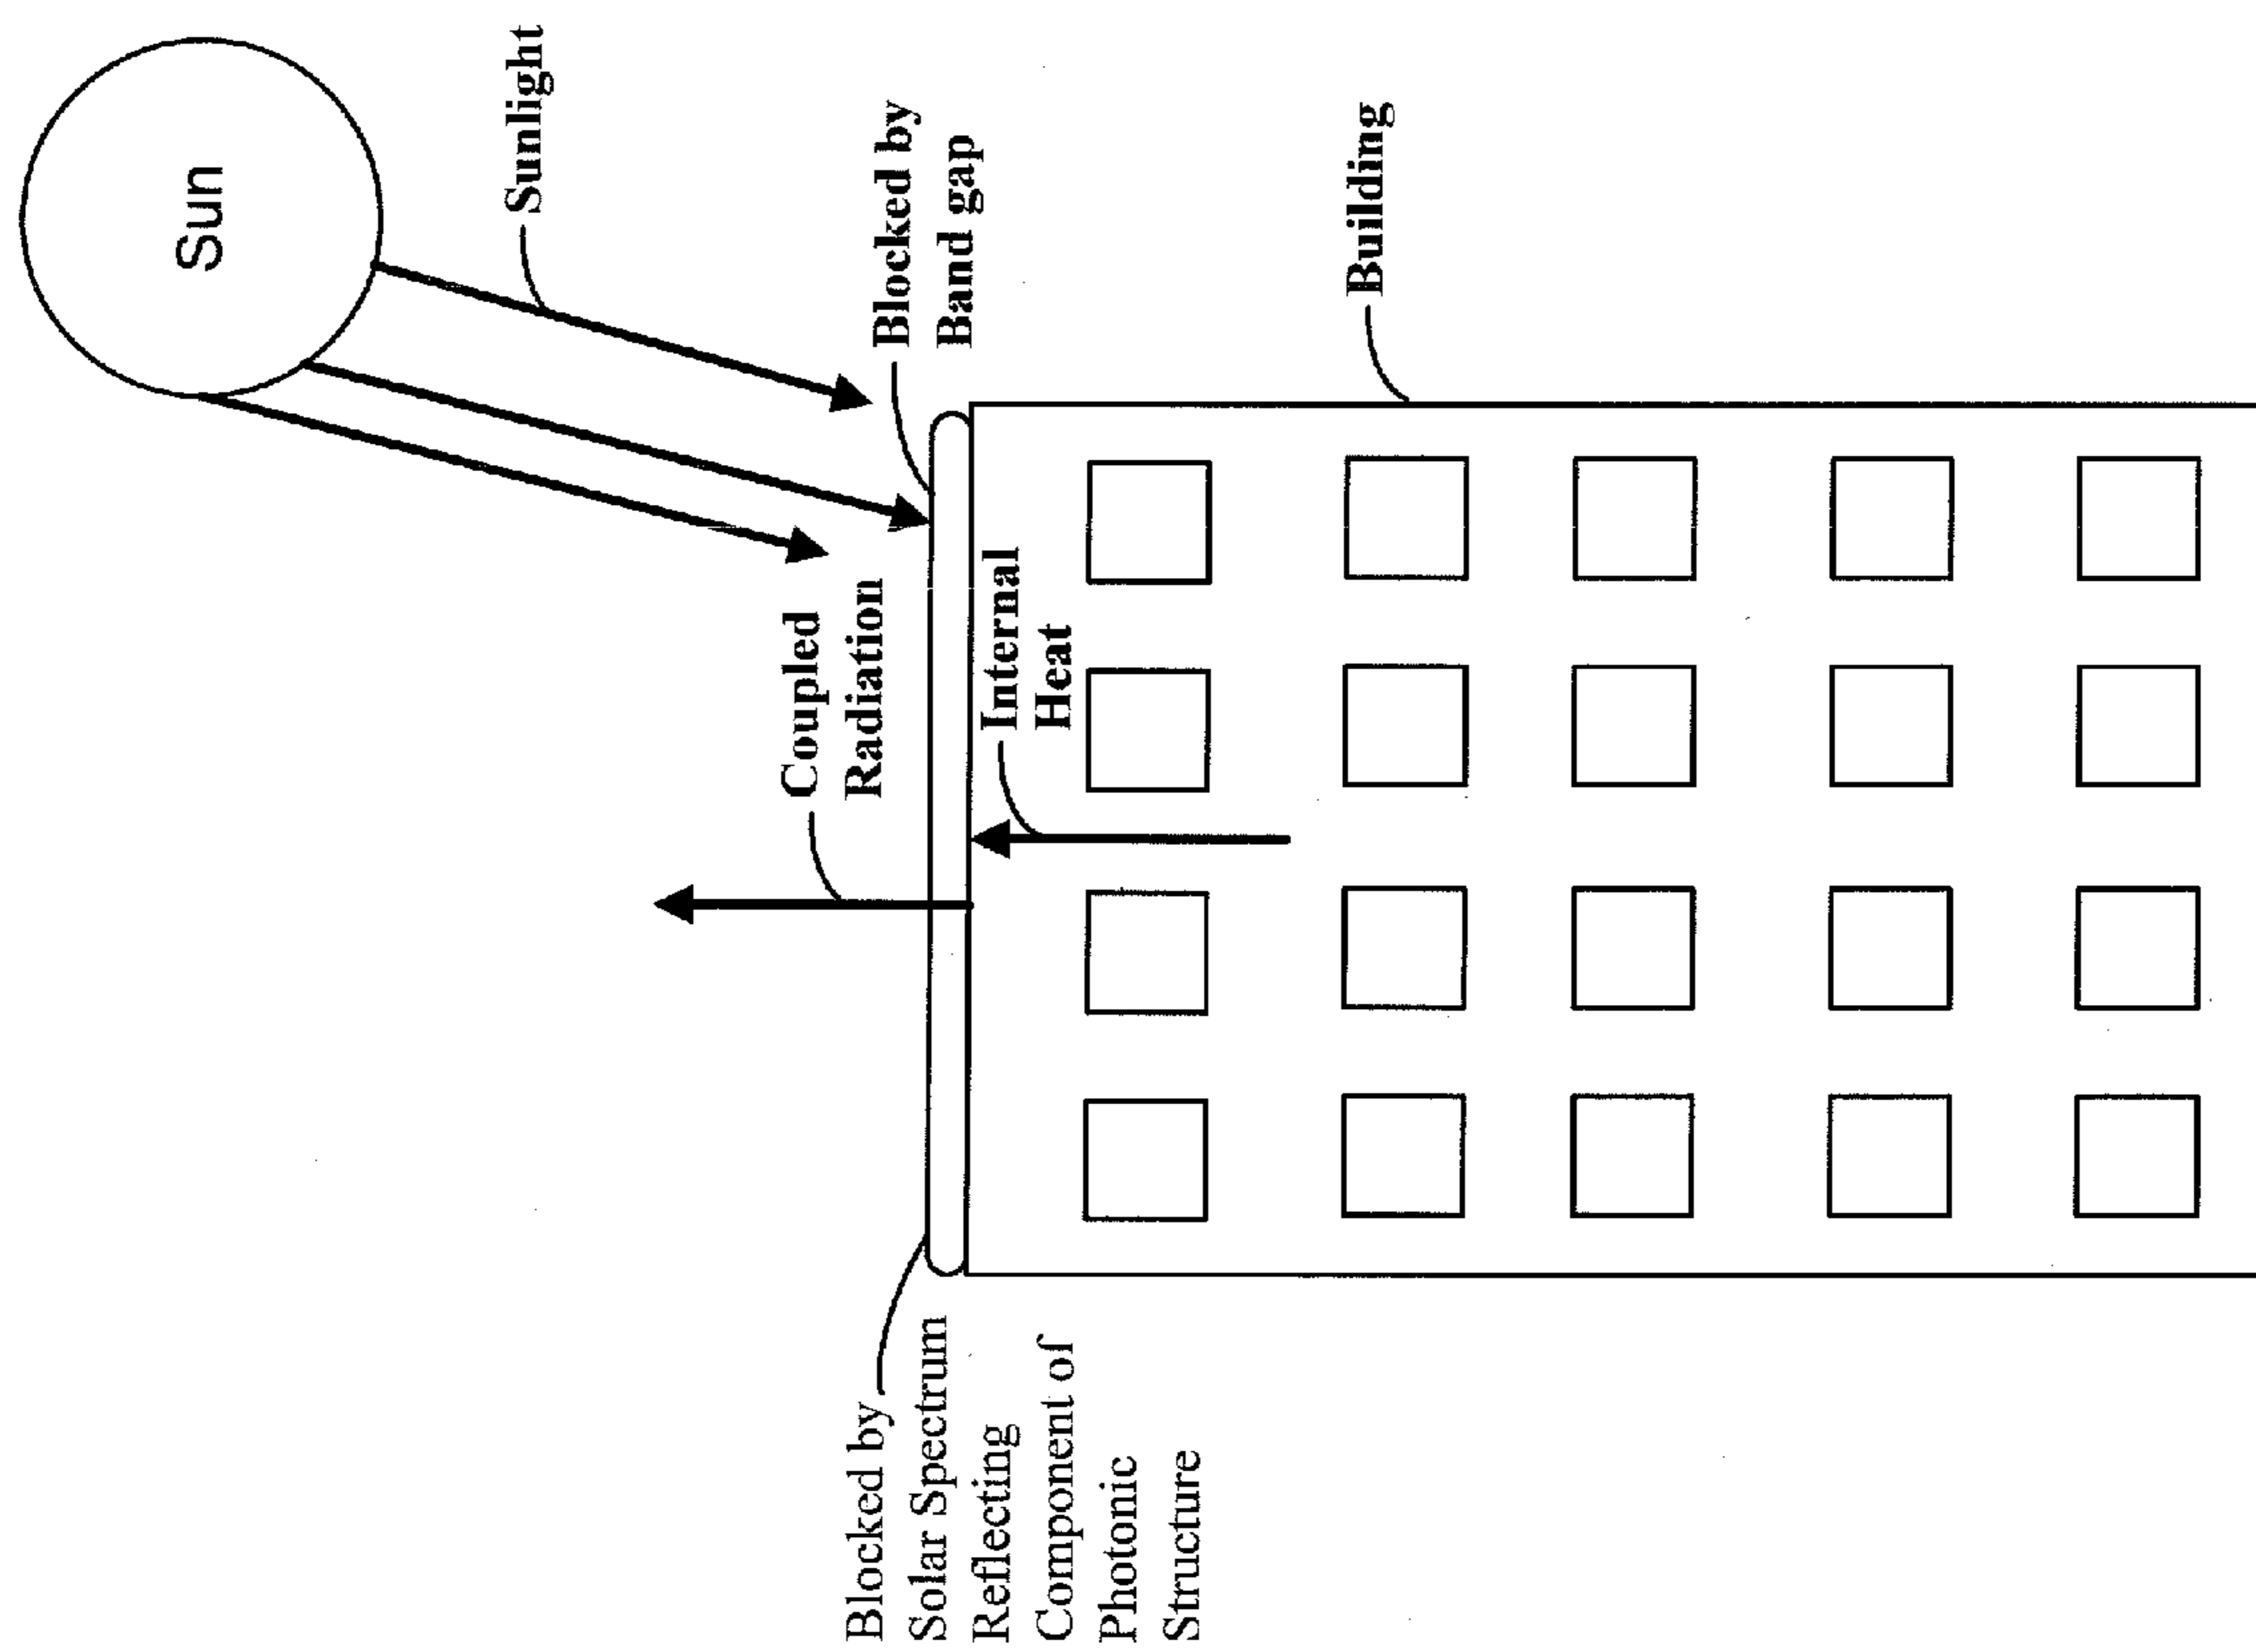 Sun
Sunlight
Blocked by
Band gap
Coupled
Radiation
Internal
Heat
Building
Blocked by
Solar Spectrum
Reflecting
Component of
Photonic
Structure